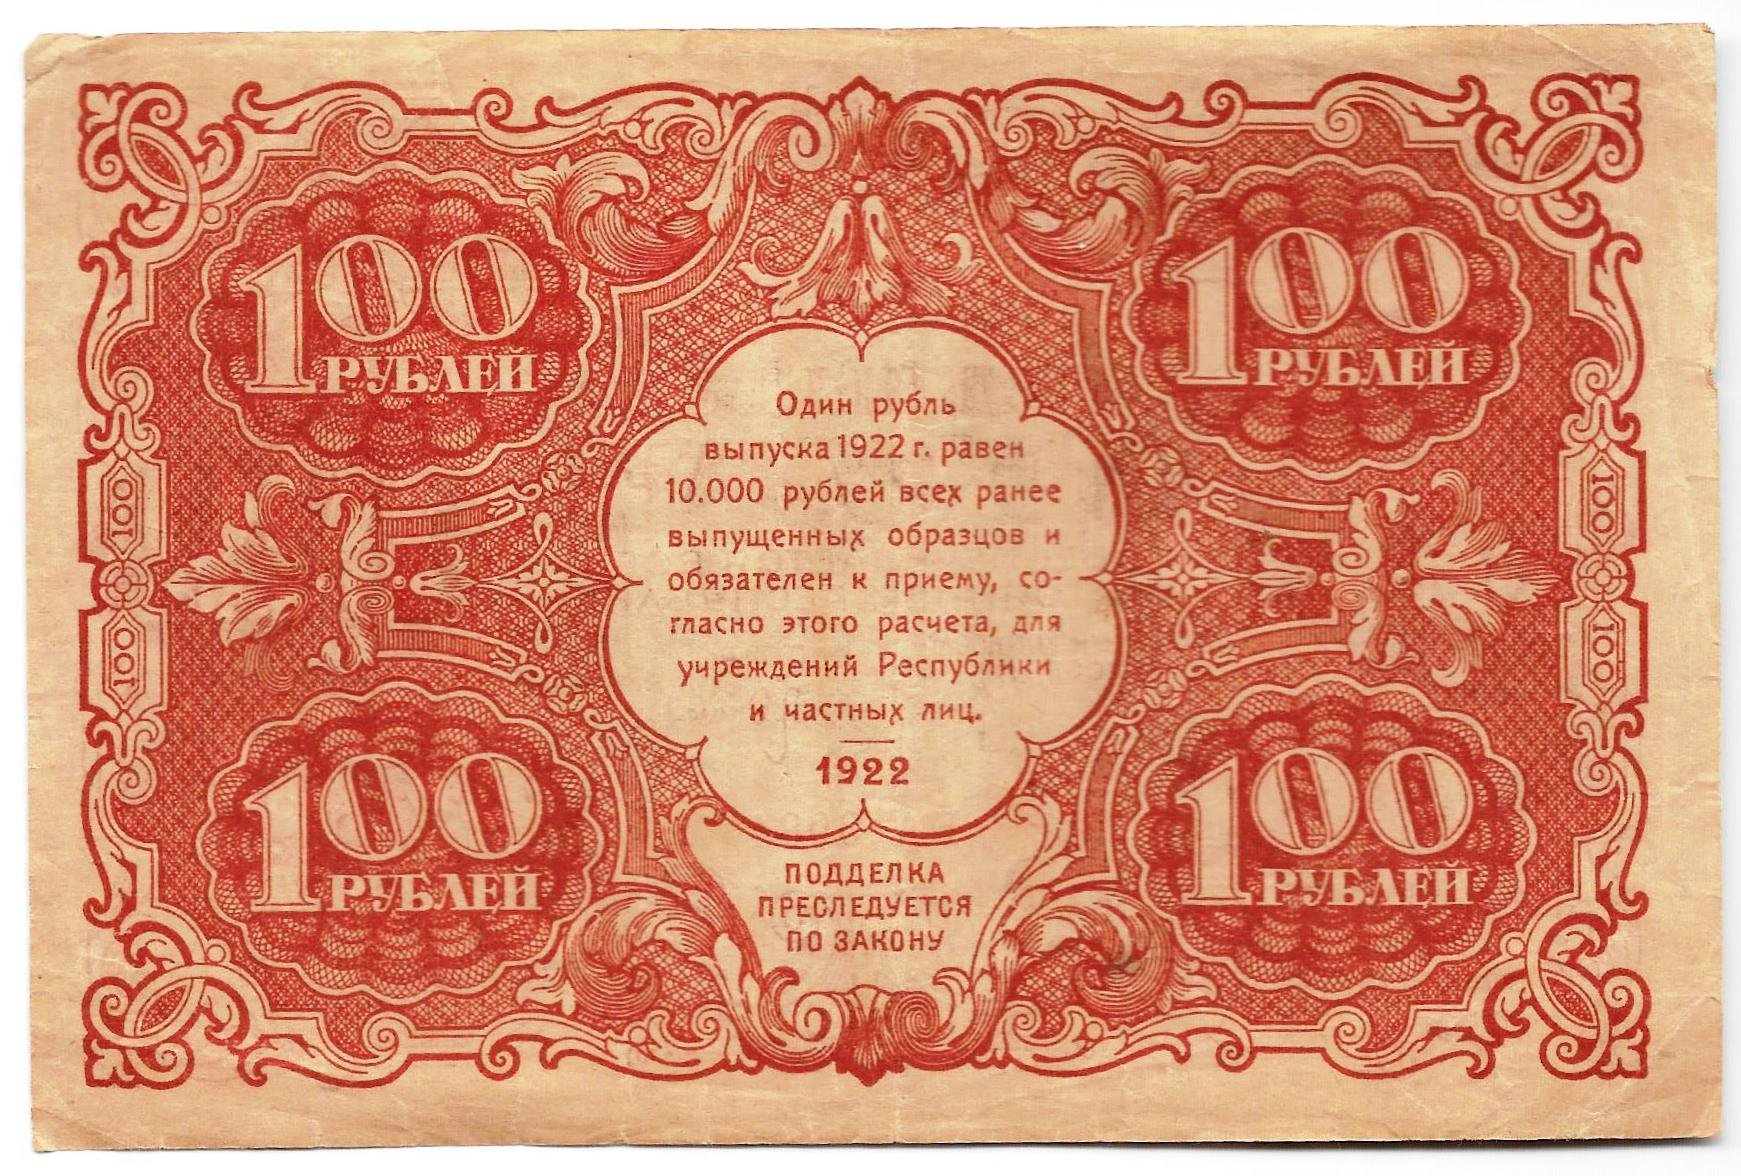 100
РУБЛЕЙ
100
РУБЛЕЙ
Один рубль
выпуска 1922 г. равен
10.000 рублей всех ранее
выпущенных образцов и
обязателен к приему, со-
гласно этого расчета, для
учреждений Республики
и частных лиц.
1922
100
100
100
100
100
РУБЛЕЙ
100
РУБЛЕЙ
ПОДДЕЛКА
ПРЕСЛЕДУЕТСЯ
ПО ЗАКОНУ